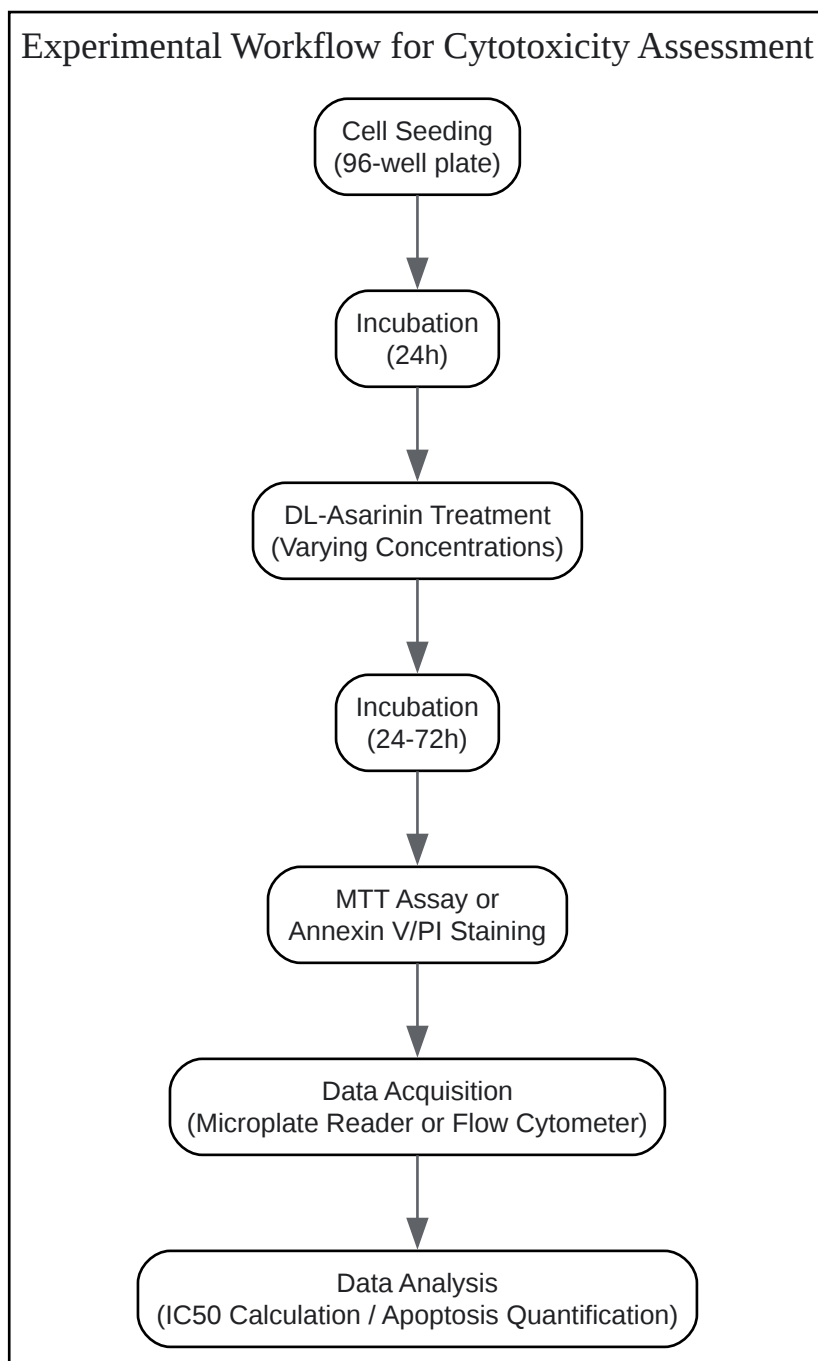 Experimental Workflow for Cytotoxicity Assessment
Cell Seeding
(96-well plate)
Incubation
(24h)
DL-Asarinin Treatment
(Varying Concentrations)
Incubation
(24-72h)
MTT Assay or
Annexin V/PI Staining
Data Acquisition
(Microplate Reader or Flow Cytometer)
Data Analysis
(IC50 Calculation / Apoptosis Quantification)